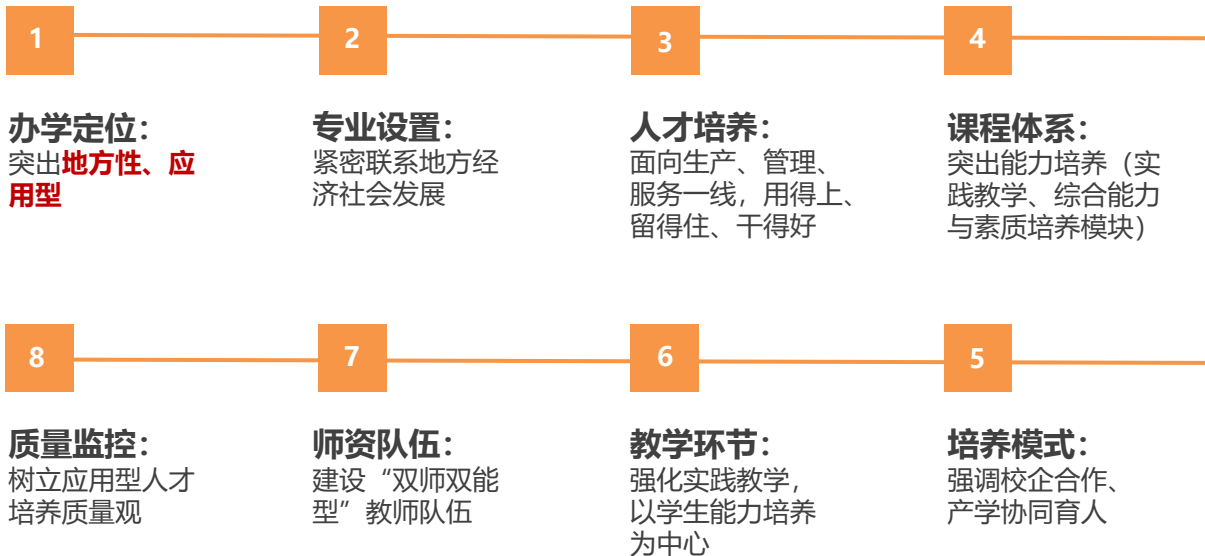 1
办学定位：
突出地方性、应
用型
2
专业设置：
紧密联系地方经
济社会发展
3
人才培养：
面向生产、管理、
服务一线，用得上、
留得住、干得好
4
课程体系：
突出能力培养（实
践教学、综合能力
与素质培养模块）
5
培养模式：
强调校企合作、
产学协同育人
6
教学环节：
强化实践教学，
以学生能力培养
为中心
7
师资队伍：
建设“双师双能
型”教师队伍
8
质量监控：
树立应用型人才
培养质量观